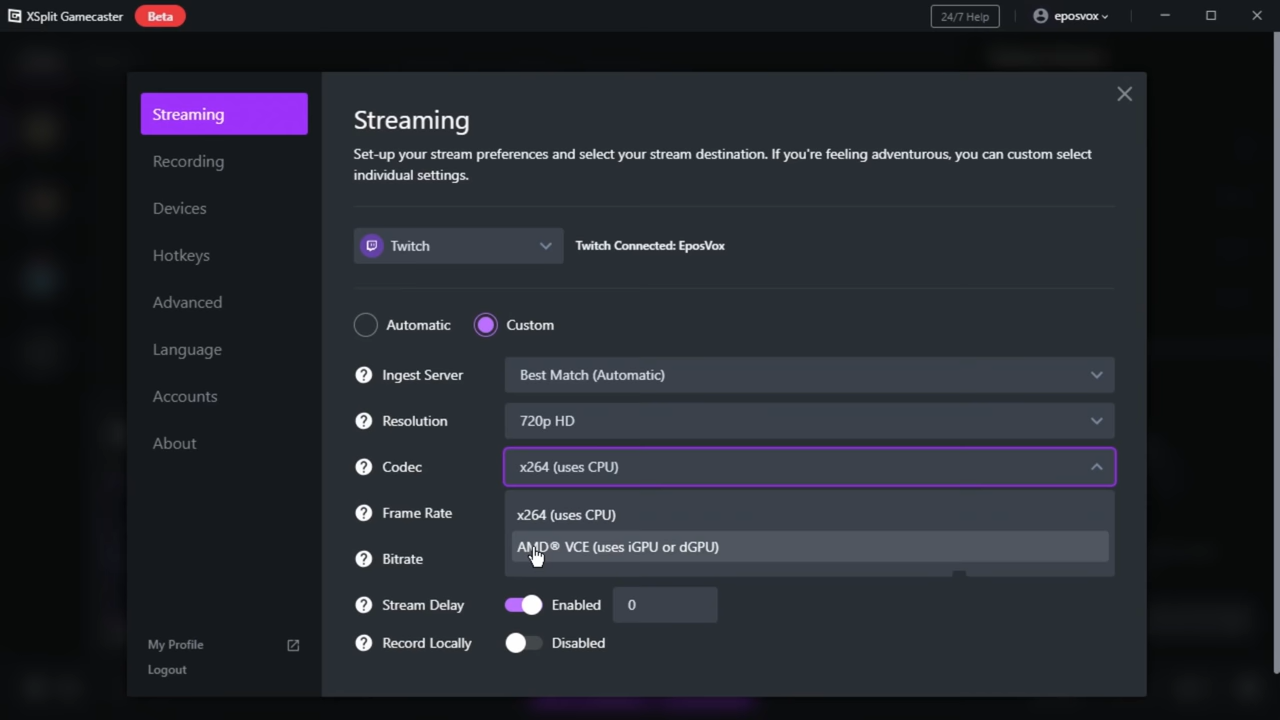 XSplit Gamecaster
Beta
24/7 Help
eposvox
Streaming
Recording
Devices
Hotkeys
Advanced
Language
Accounts
About
My Profile
Logout
Streaming
Set-up your stream preferences and select your stream destination. If you're feeling adventurous, you can custom select
individual settings.
Twitch
Twitch Connected: EposVox
Automatic
Custom
Ingest Server
Best Match (Automatic)
Resolution
720p HD
Codec
x264 (uses CPU)
x264 (uses CPU)
AMD® VCE (uses iGPU or dGPU)
Frame Rate
Bitrate
Stream Delay
Enabled
0
Record Locally
Disabled